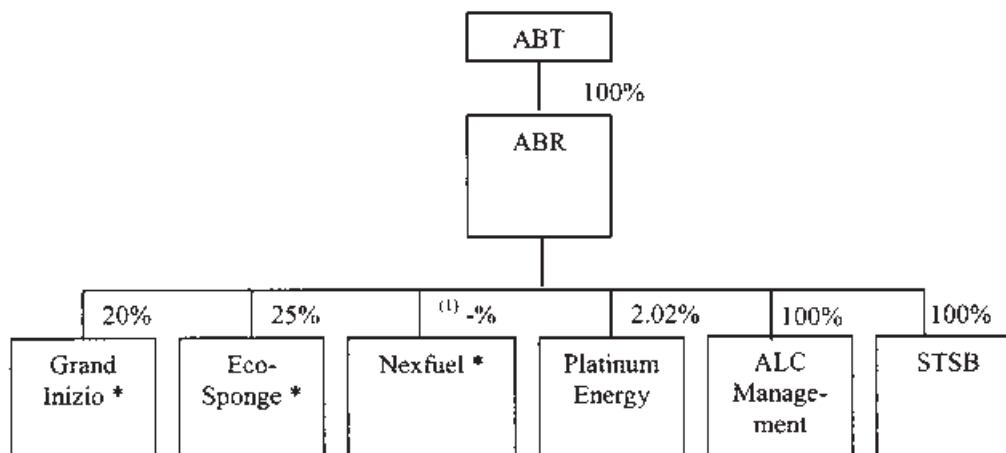 ABT
100%
ABR
20%
25%
(1) -%
2.02%
100%
100%
Grand
Inizio *
Eco-
Sponge *
Nexfuel *
Platinum
Energy
ALC
Manage-
ment
STSB